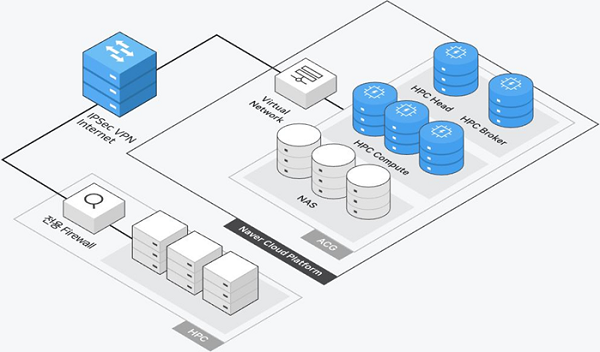 IPSec VPN
Internet
Virtual
Network
HPC Head
HPC Broker
HPC Compute
NAS
전용 Firewall
ACG
Naver Cloud Platform
HPC